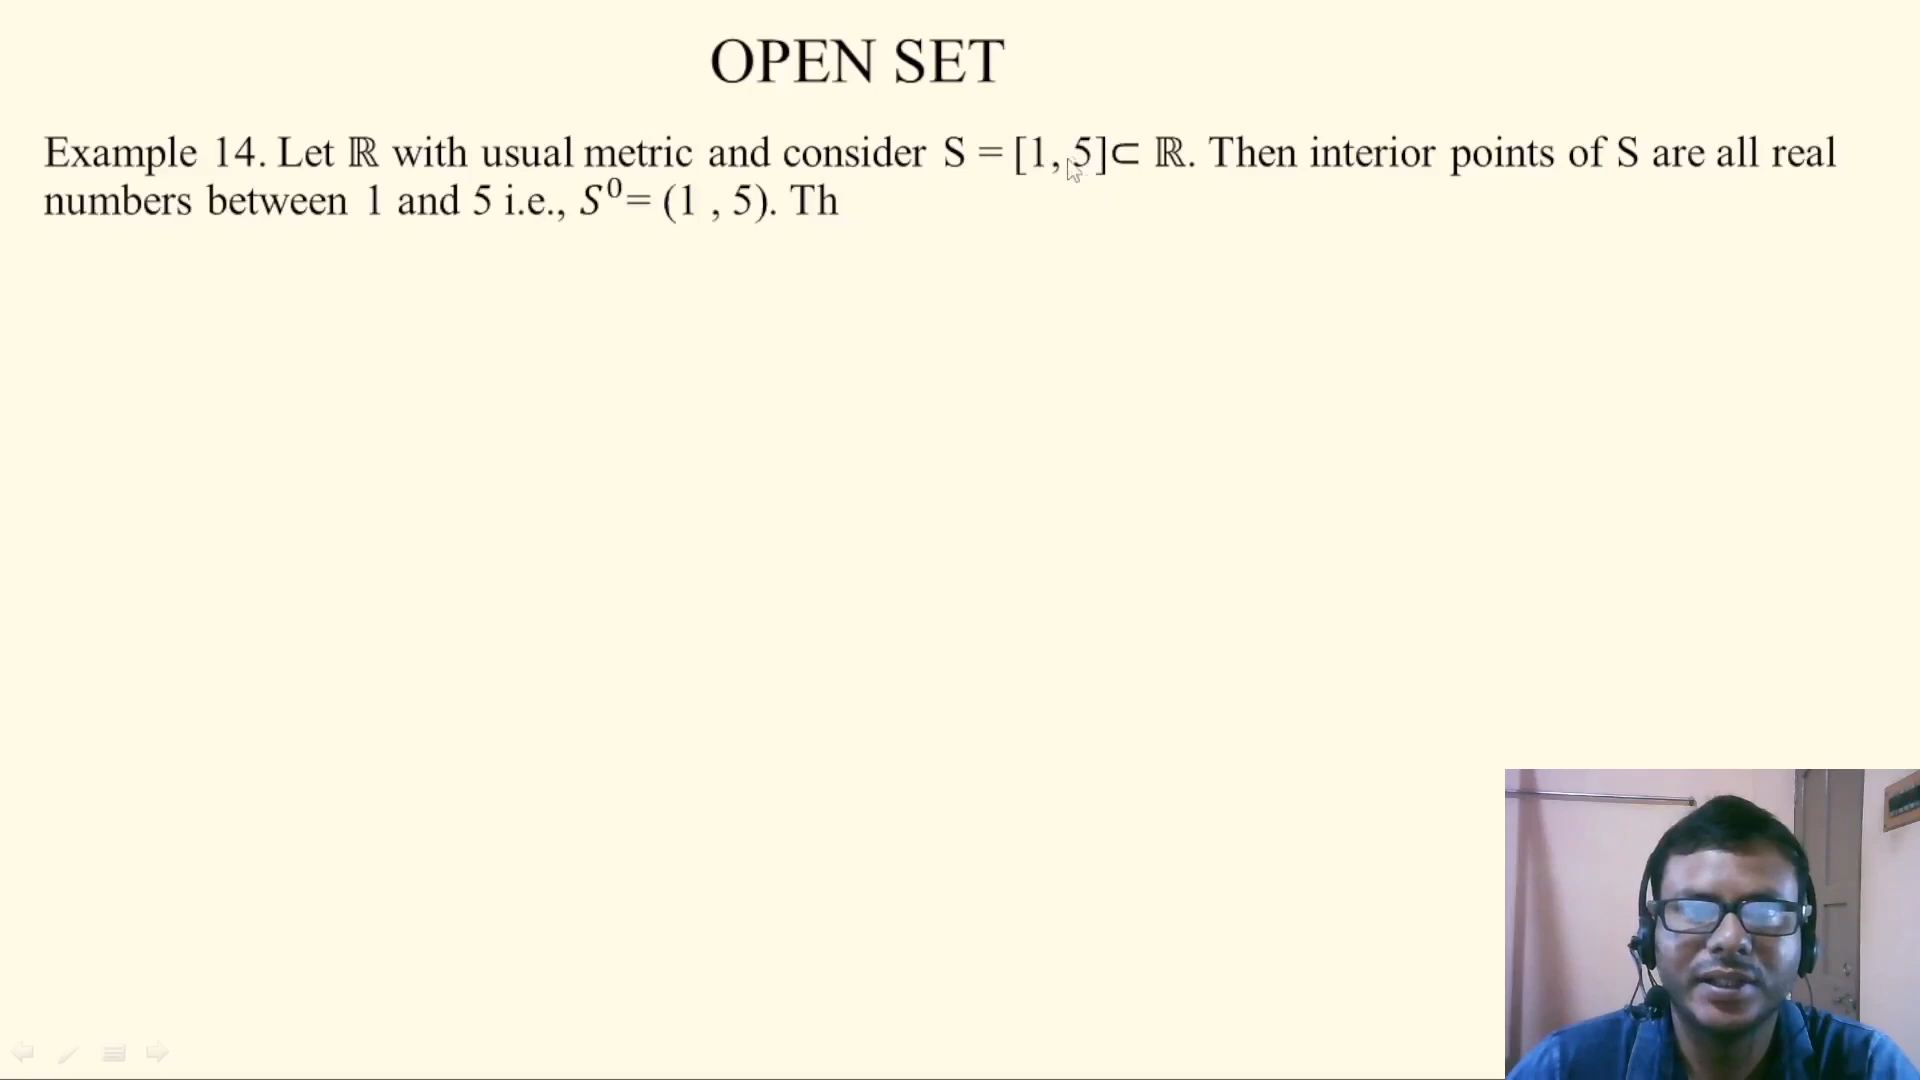 OPEN SET
Example 14. Let ℝ with usual metric and consider S = [1, 5]⊂ ℝ. Then interior points of S are all real
numbers between 1 and 5 i.e., S⁰= (1 , 5). Th